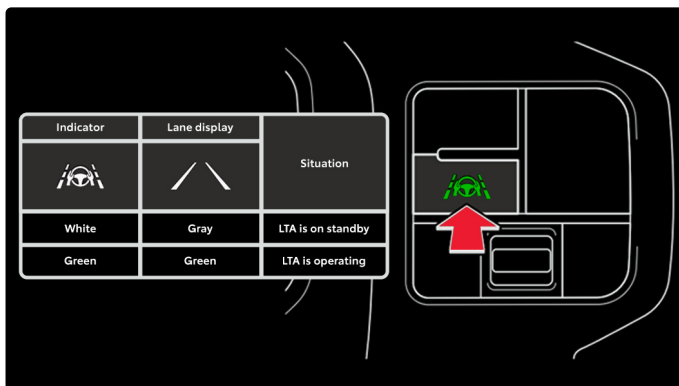 Indicator Lane display
Situation
White Gray LTA is on standby
Green Green LTA is operating